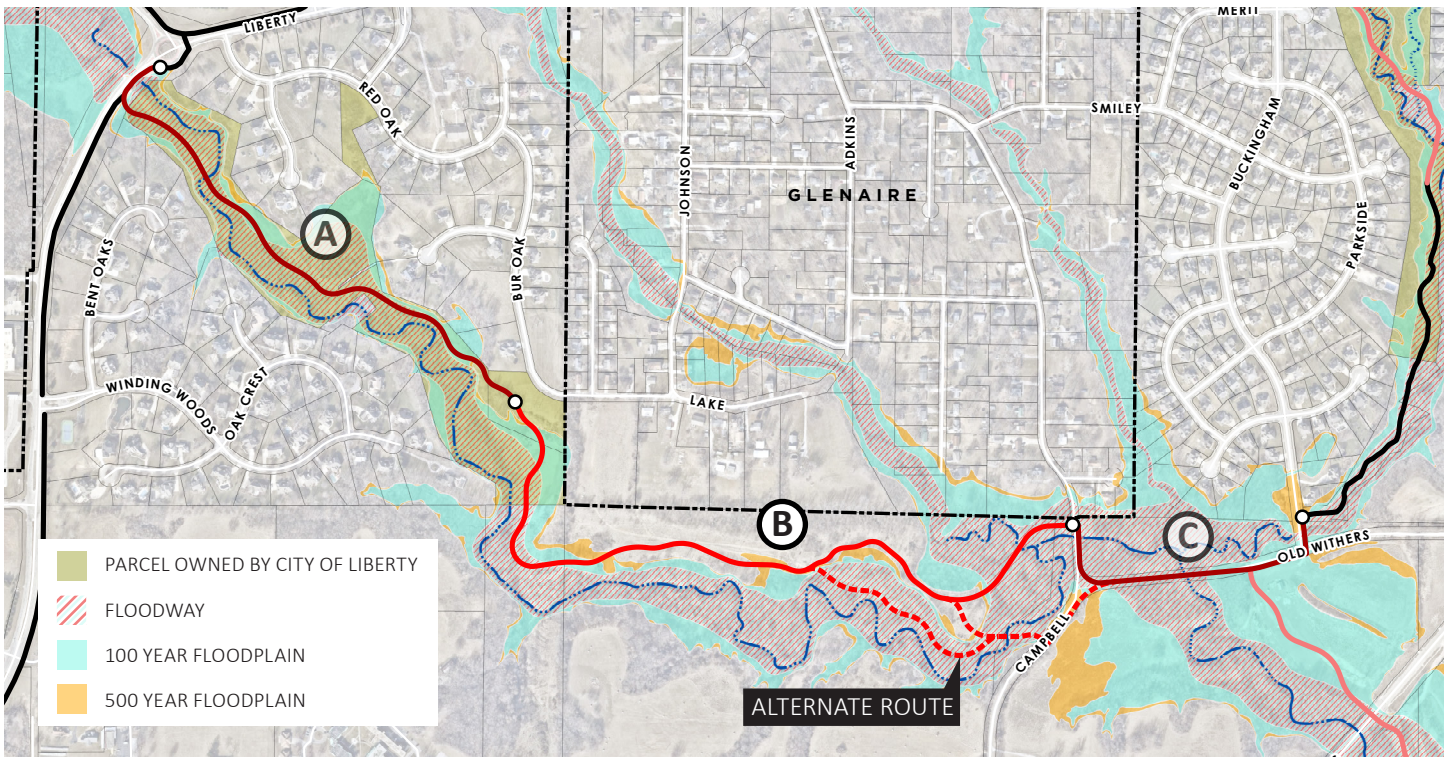 LIBERTY
MERIT
RED OAK
SMILEY
BUCKINGHAM
ADKINS
JOHNSON
GLENAIRE
PARKSIDE
A
BENT OAKS
BUR OAK
WINDING WOODS
OAK CREST
LAKE
B
C
OLD WITHERS
CAMPBELL
ALTERNATE ROUTE
PARCEL OWNED BY CITY OF LIBERTY
FLOODWAY
100 YEAR FLOODPLAIN
500 YEAR FLOODPLAIN